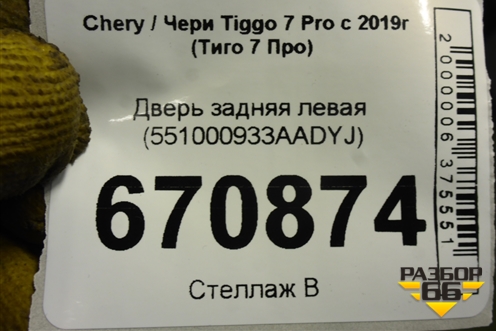 Chery / Чери Tiggo 7 Pro с 2019г
(Тиго 7 Про)
Дверь задняя левая
(551000933AADYJ)
670874
Стеллаж В
2000006375551
РАЗБОР
66